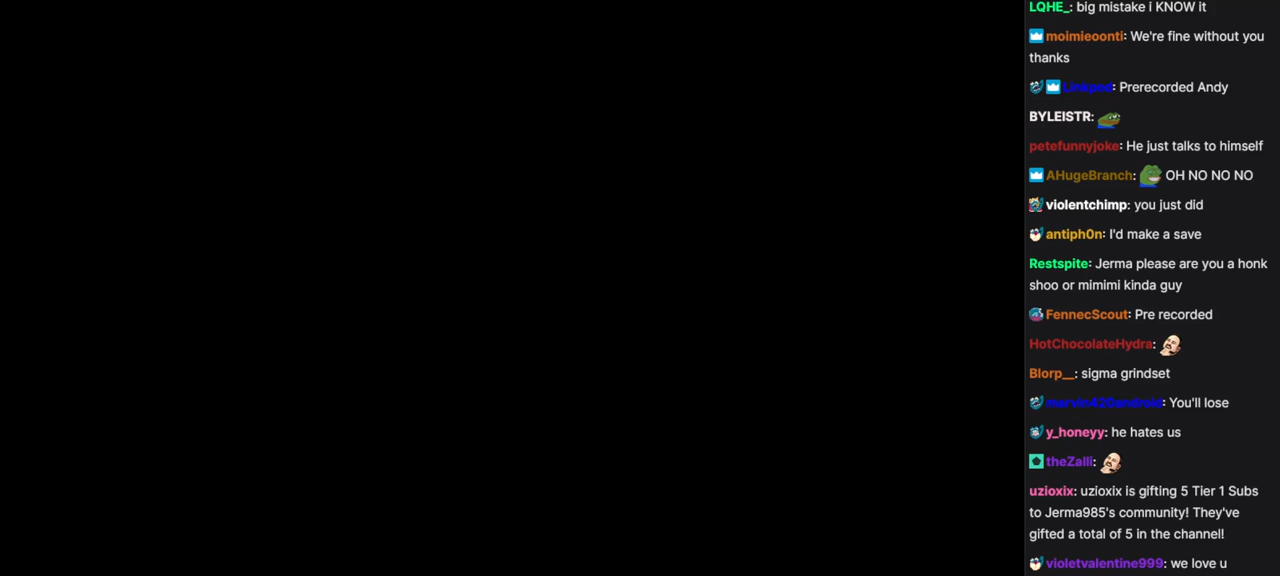 LQHE_: big mistake i KNOW it
moimieoonti: We're fine without you
thanks
Linkpod: Prerecorded Andy
BYLEISTR:
petefunnyjoke: He just talks to himself
AHugeBranch: OH NO NO NO
violentchimp: you just did
antiph0n: I'd make a save
Restspite: Jerma please are you a honk
shoo or mimimi kinda guy
FennecScout: Pre recorded
HotChocolateHydra:
Blorp__: sigma grindset
marvin420android: You'll lose
y_honeyy: he hates us
theZalli:
uzioxix: uzioxix is gifting 5 Tier 1 Subs
to Jerma985's community! They've
gifted a total of 5 in the channel!
violetvalentine999: we love u